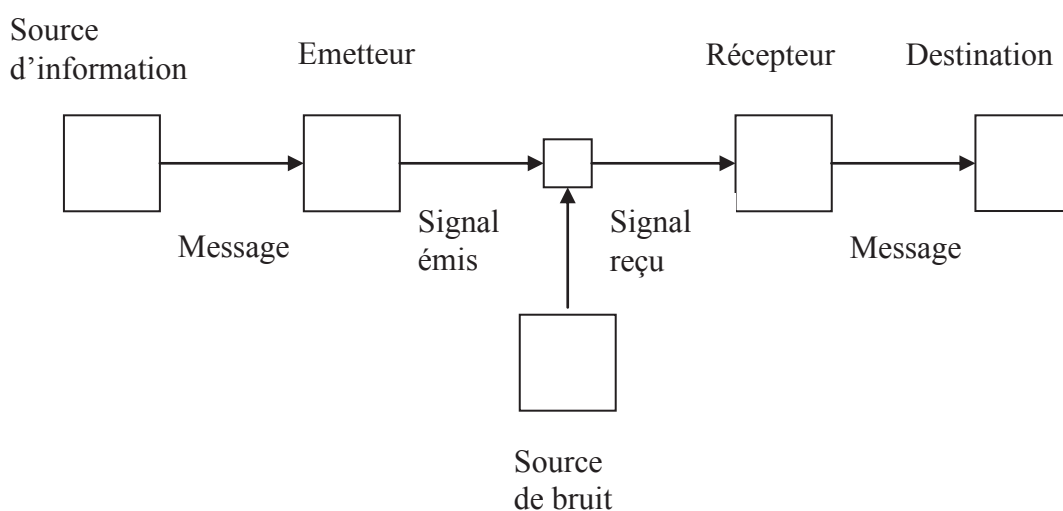 Source
d’information
Emetteur
Récepteur
Destination
Message
Signal
émis
Signal
reçu
Message
Source
de bruit